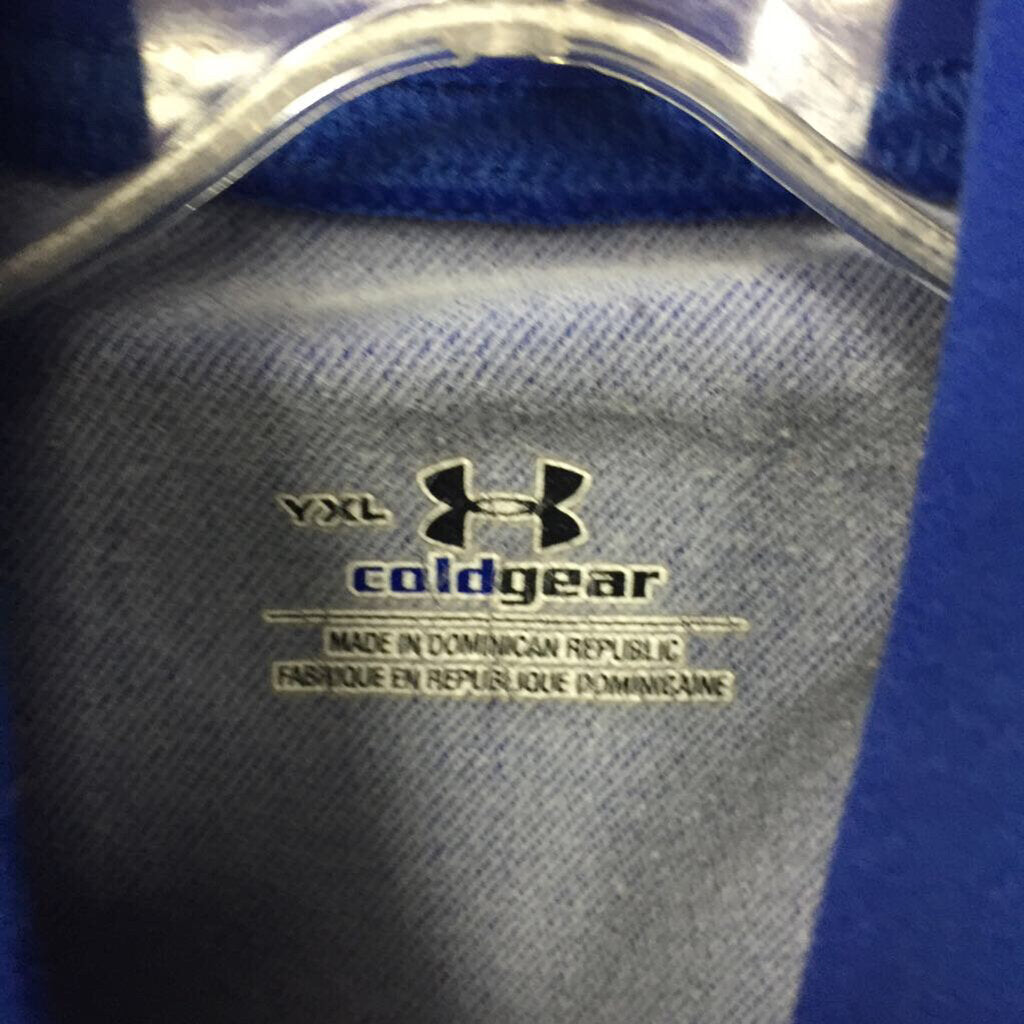 YXL
coldgear
MADE IN DOMINICAN REPUBLIC
FABRIQUE EN REPUBLIQUE DOMINICAINE